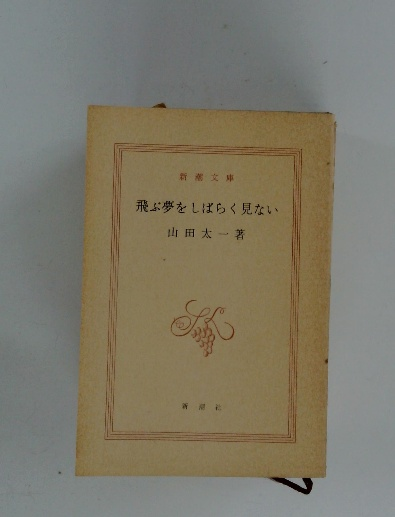 新潮文庫
飛ぶ夢をしばらく見ない
山田太一著
新潮社